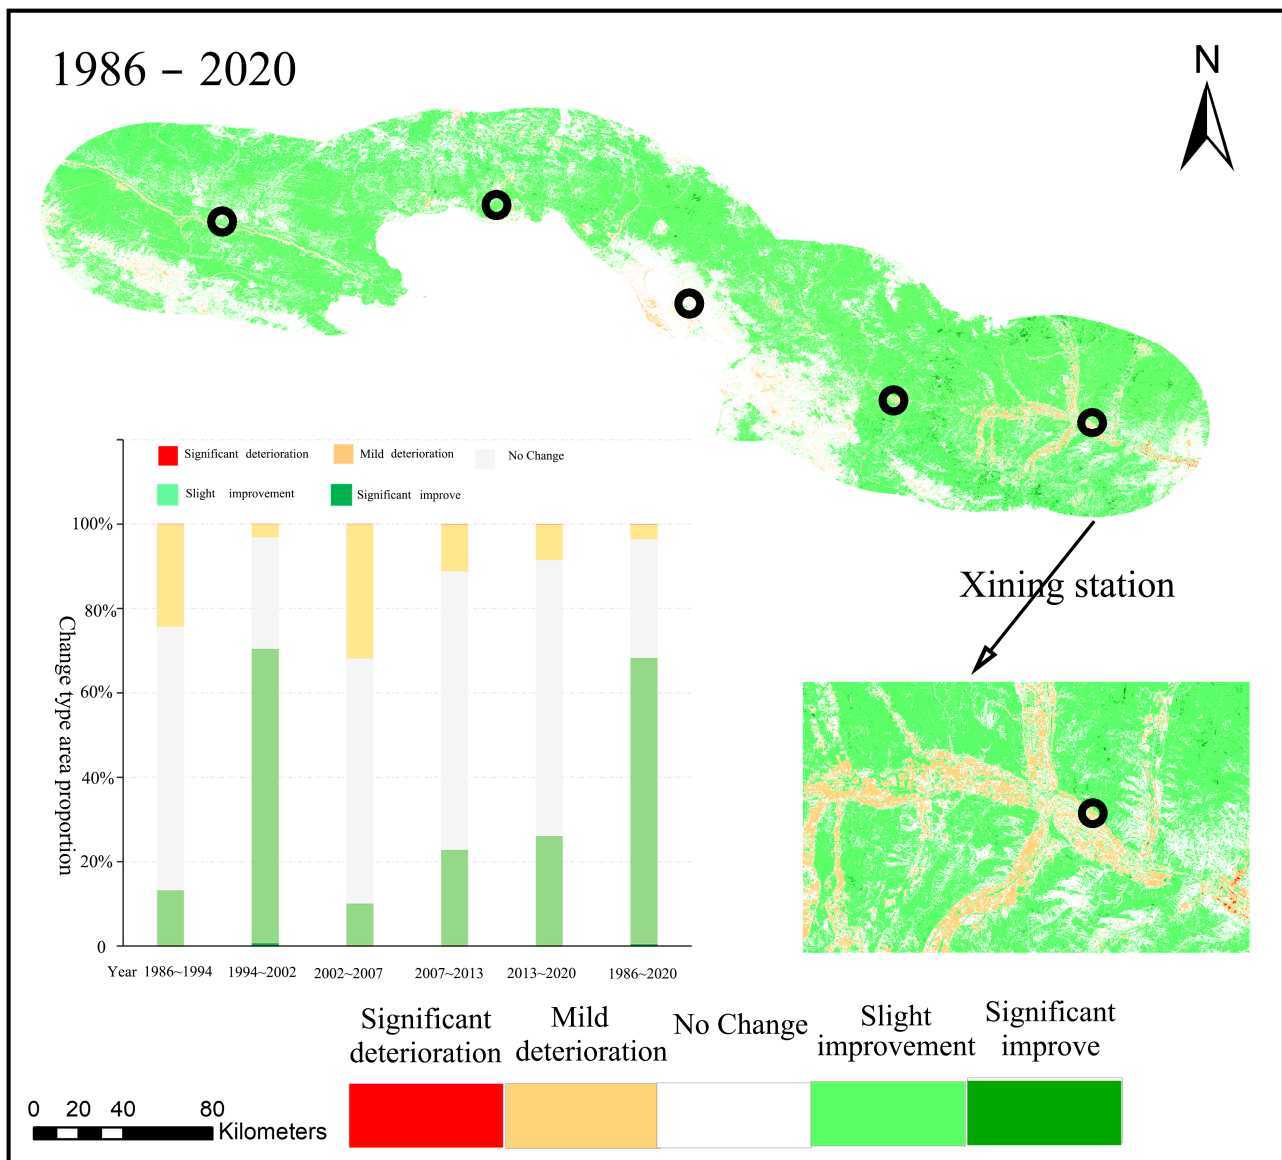 1986 – 2020
N
Significant deterioration
Mild deterioration
No Change
Slight improvement
Significant improve
100%
80%
60%
40%
20%
0
Change type area proportion
Year 1986~1994 1994~2002 2002~2007 2007~2013 2013~2020 1986~2020
Xining station
Significant
deterioration
Mild
deterioration
No Change
Slight
improvement
Significant
improve
0 20 40 80
Kilometers